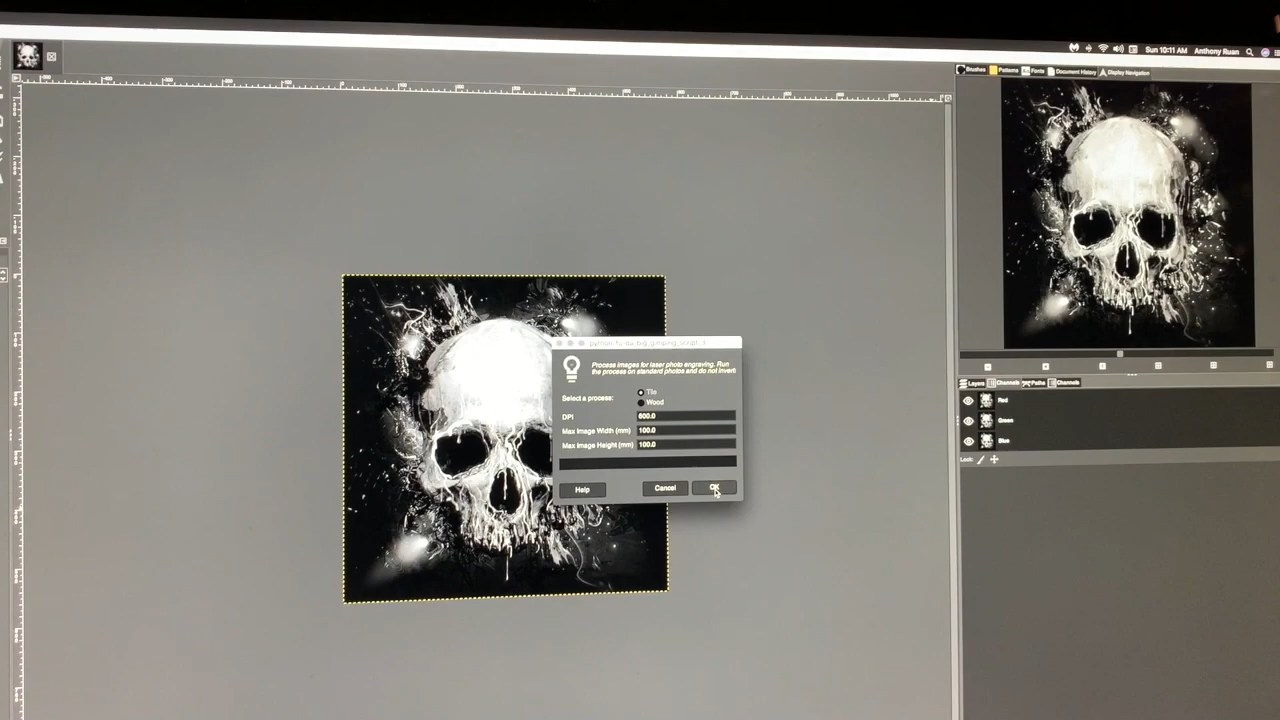 Sun 10:11 AM Anthony Ruan
Brushes Patterns Fonts Document History Display Navigation
Process images for laser photo engraving. Run
the process on standard photos and do not invert!
Select a process:
Tile
Wood
DPI 600.0
Max Image Width (mm) 100.0
Max Image Height (mm) 100.0
Help Cancel OK
Layers Channels Paths Channels
Red
Green
Blue
Lock: